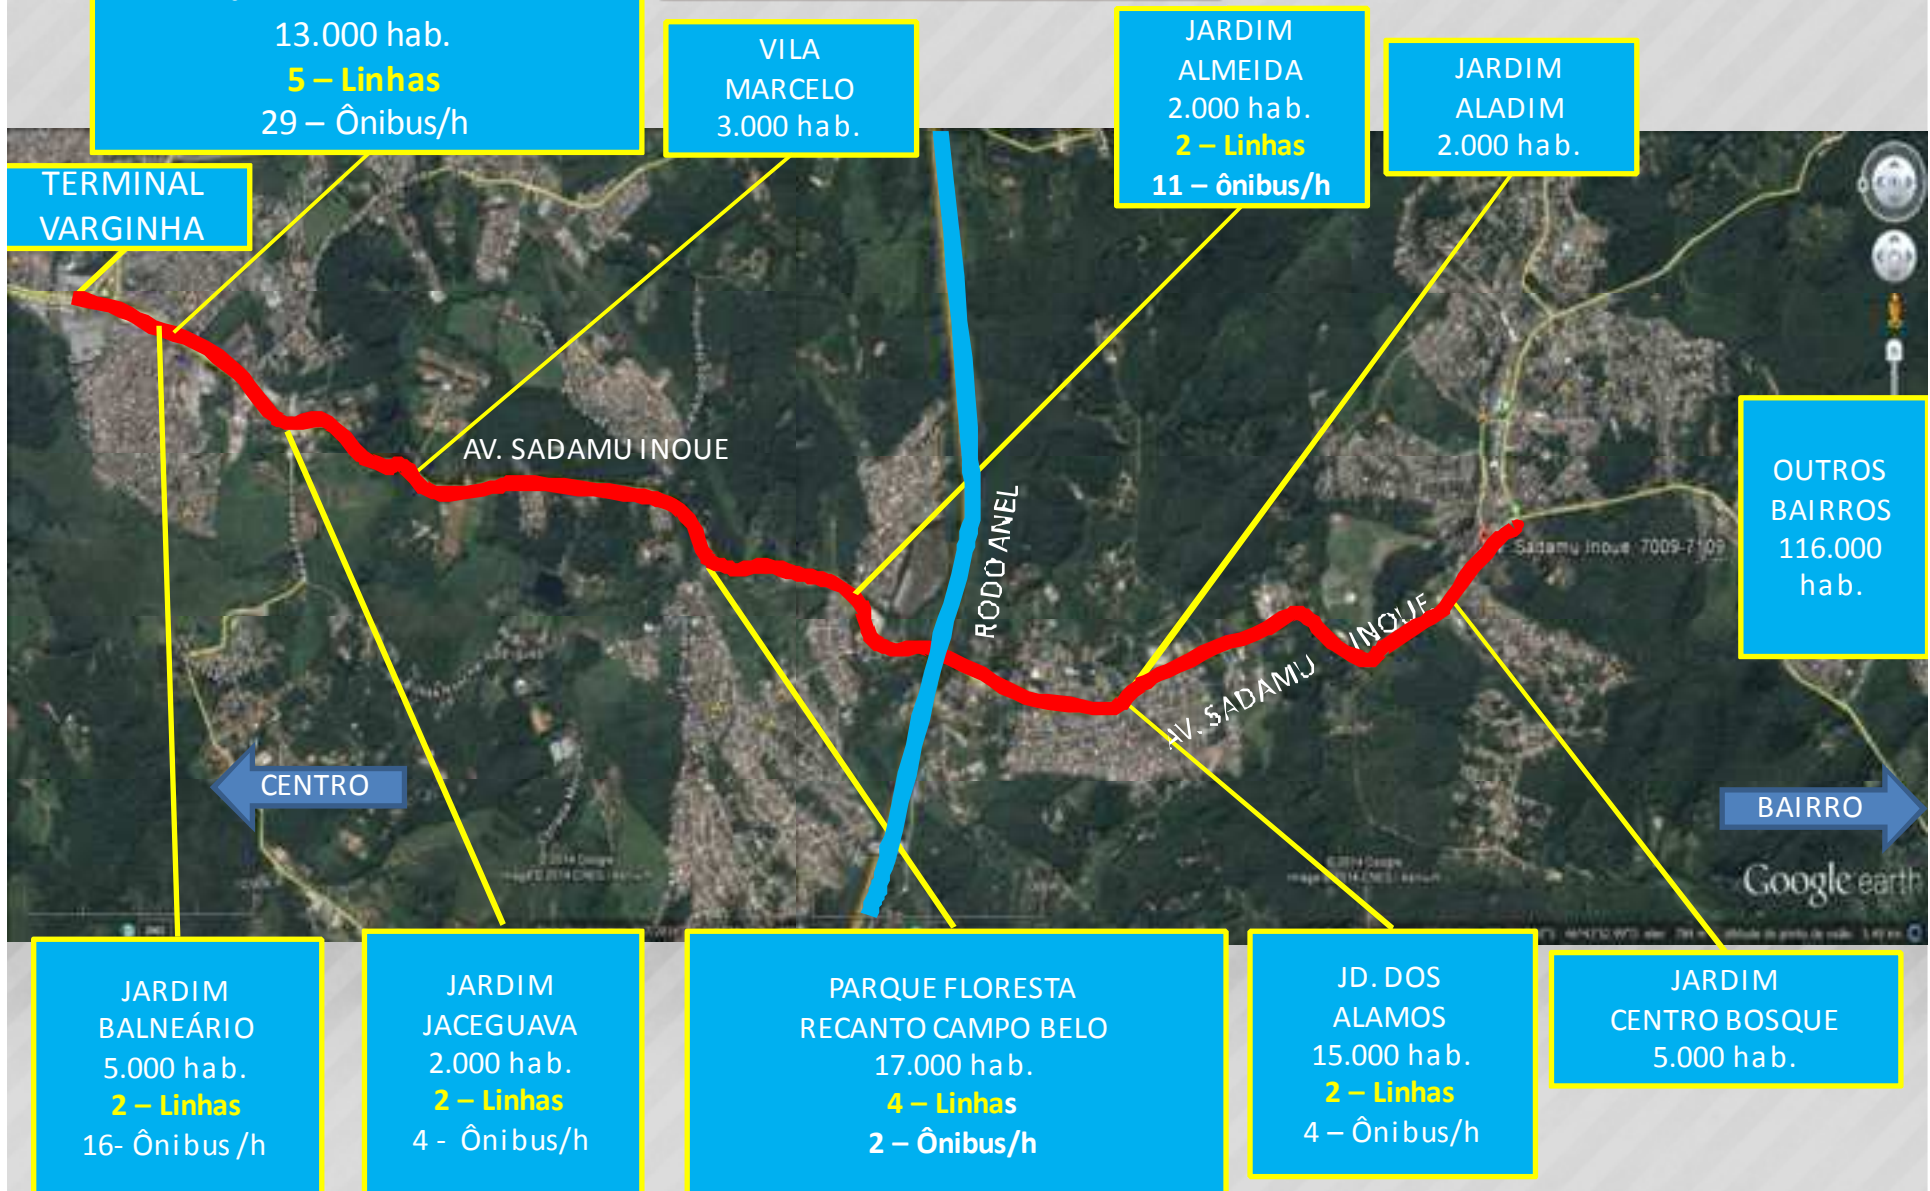 13.000 hab.
5 – Linhas
29 – Ônibus/h
VILA
MARCELO
3.000 hab.
JARDIM
ALMEIDA
2.000 hab.
2 – Linhas
11 – ônibus/h
JARDIM
ALADIM
2.000 hab.
TERMINAL
VARGINHA
AV. SADAMU INOUE
RODO ANEL
AV. SADAMU INOUE
Sadamu Inoue 7009-7109
OUTROS
BAIRROS
116.000
hab.
CENTRO
BAIRRO
Google earth
JARDIM
BALNEÁRIO
5.000 hab.
2 – Linhas
16- Ônibus /h
JARDIM
JACEGUAVA
2.000 hab.
2 – Linhas
4 - Ônibus/h
PARQUE FLORESTA
RECANTO CAMPO BELO
17.000 hab.
4 – Linhas
2 – Ônibus/h
JD. DOS
ALAMOS
15.000 hab.
2 – Linhas
4 – Ônibus/h
JARDIM
CENTRO BOSQUE
5.000 hab.